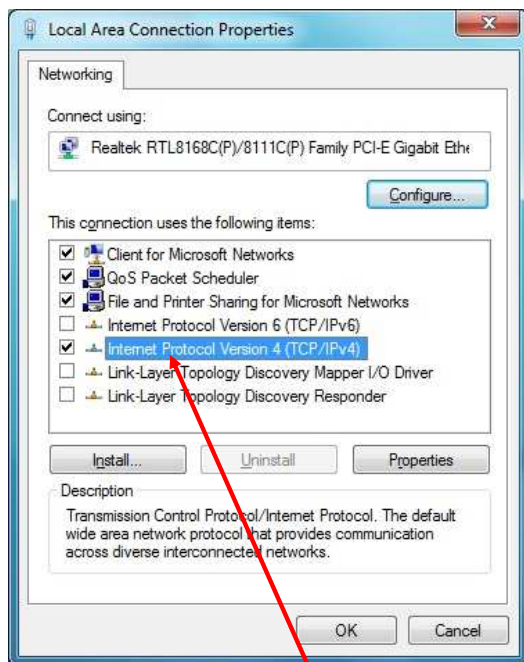 Local Area Connection Properties
Networking
Connect using:
Realtek RTL8168C(P)/8111C(P) Family PCI-E Gigabit Ethe
Configure...
This connection uses the following items:
Client for Microsoft Networks
QoS Packet Scheduler
File and Printer Sharing for Microsoft Networks
Internet Protocol Version 6 (TCP/IPv6)
Internet Protocol Version 4 (TCP/IPv4)
Link-Layer Topology Discovery Mapper I/O Driver
Link-Layer Topology Discovery Responder
Install... Uninstall Properties
Description
Transmission Control Protocol/Internet Protocol. The default
wide area network protocol that provides communication
across diverse interconnected networks.
OK Cancel